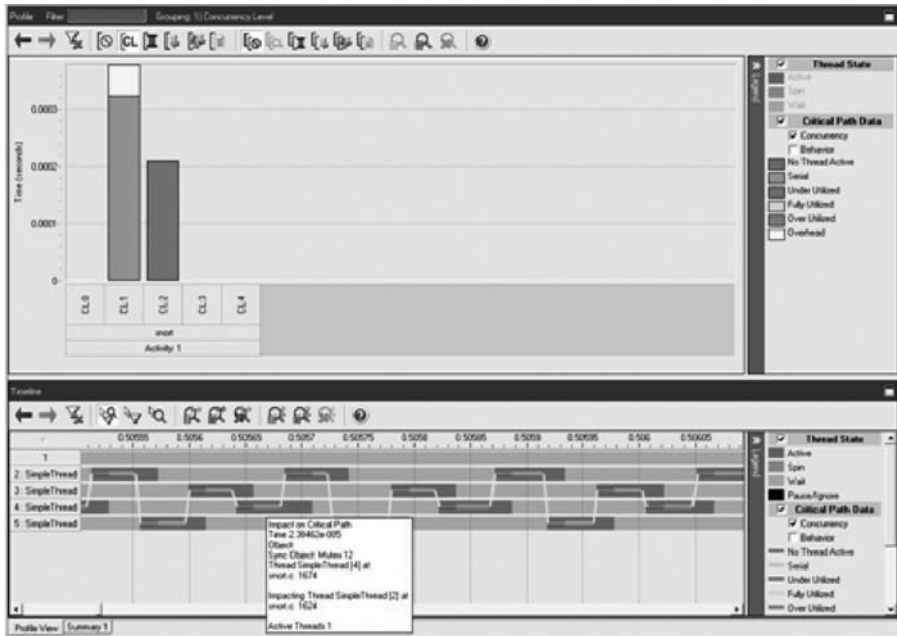 Profile Filter: Grouping: 1) Concurrency Level
CL
Thread State
Active
Spin
Wait
Critical Path Data
Concurrency
Behavior
No Thread Active
Serial
Under Utilized
Fully Utilized
Over Utilized
Overhead
Legend
Time (seconds)
0.0003
0.0002
0.0001
0
CL:0
CL:1
CL:2
CL:3
CL:4
snort
Activity 1
Timeline
0.50555 0.5056 0.50565 0.5057 0.50575 0.5058 0.50585 0.5059 0.50595 0.506 0.50605
1
2: SimpleThread
3: SimpleThread
4: SimpleThread
5: SimpleThread
Impact on Critical Path
Time 2.38462e-005
Object
Sync Object: Mutex 12
Thread SimpleThread [4] at
snort.c: 1674
Impacting Thread SimpleThread [2] at
snort.c: 1624
Active Threads 1
Legend
Thread State
Active
Spin
Wait
Pause/Ignore
Critical Path Data
Concurrency
Behavior
No Thread Active
Serial
Under Utilized
Fully Utilized
Over Utilized
Profile View Summary 1